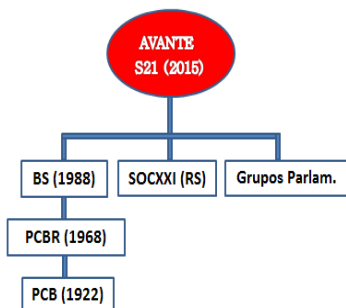 AVANTE
S21 (2015)
BS (1988)
SOCXXI (RS)
Grupos Parlam.
PCBR (1968)
PCB (1922)